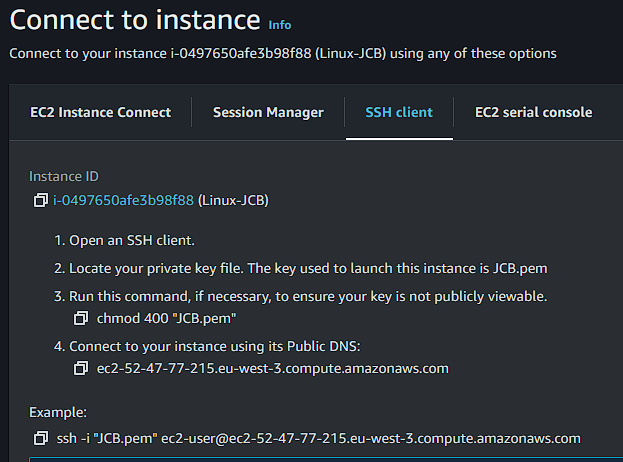 Connect to instance Info
Connect to your instance i-0497650afe3b98f88 (Linux-JCB) using any of these options
EC2 Instance Connect
Session Manager
SSH client
EC2 serial console
Instance ID
i-0497650afe3b98f88 (Linux-JCB)
1. Open an SSH client.
2. Locate your private key file. The key used to launch this instance is JCB.pem
3. Run this command, if necessary, to ensure your key is not publicly viewable.
chmod 400 "JCB.pem"
4. Connect to your instance using its Public DNS:
ec2-52-47-77-215.eu-west-3.compute.amazonaws.com
Example:
ssh -i "JCB.pem" ec2-user@ec2-52-47-77-215.eu-west-3.compute.amazonaws.com